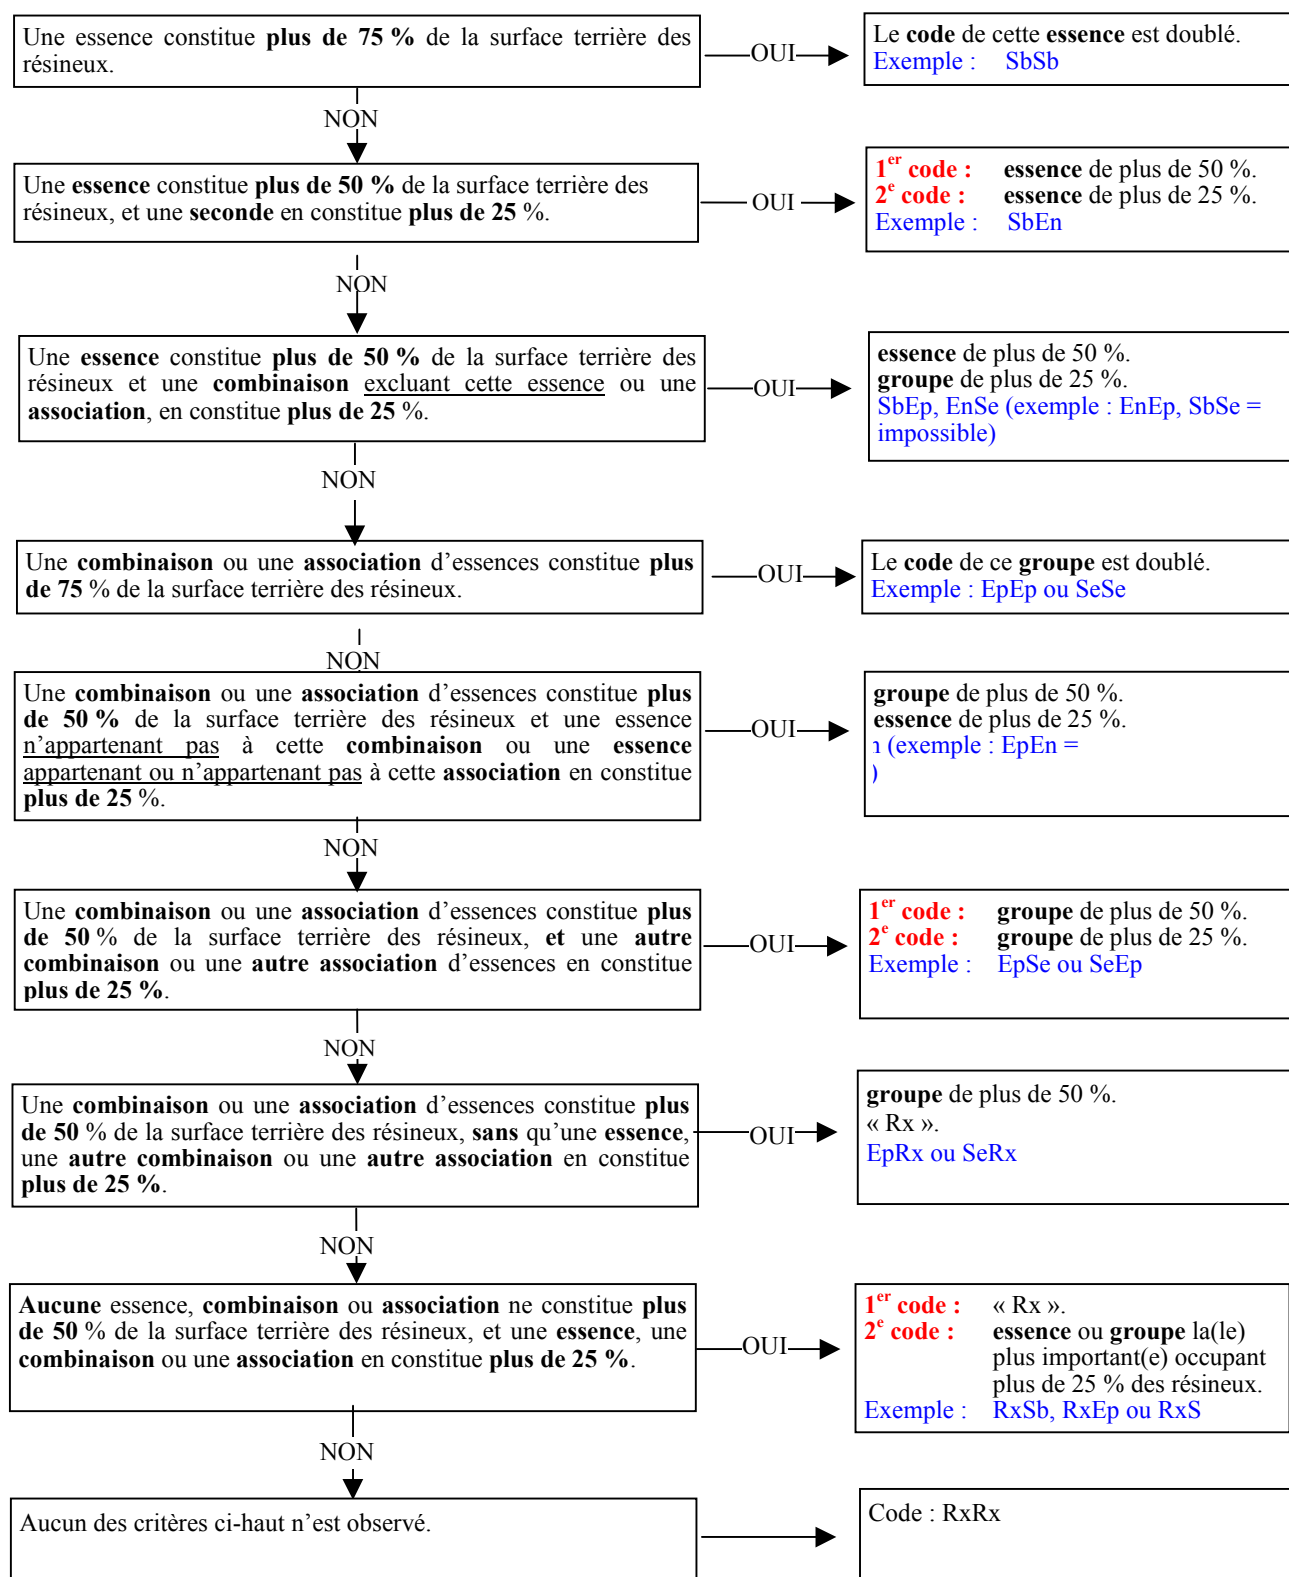 Une essence constitue plus de 75 % de la surface terrière des
résineux.
OUI
Le code de cette essence est doublé.
Exemple : SbSb
NON
Une essence constitue plus de 50 % de la surface terrière des
résineux, et une seconde en constitue plus de 25 %.
OUI
1er code : essence de plus de 50 %.
2e code : essence de plus de 25 %.
Exemple : SbEn
NON
Une essence constitue plus de 50 % de la surface terrière des
résineux et une combinaison excluant cette essence ou une
association, en constitue plus de 25 %.
OUI
essence de plus de 50 %.
groupe de plus de 25 %.
SbEp, EnSe (exemple : EnEp, SbSe =
impossible)
NON
Une combinaison ou une association d’essences constitue plus
de 75 % de la surface terrière des résineux.
OUI
Le code de ce groupe est doublé.
Exemple : EpEp ou SeSe
NON
Une combinaison ou une association d’essences constitue plus
de 50 % de la surface terrière des résineux et une essence
n’appartenant pas à cette combinaison ou une essence
appartenant ou n’appartenant pas à cette association en constitue
plus de 25 %.
OUI
groupe de plus de 50 %.
essence de plus de 25 %.
(exemple : EpEn =
)
NON
Une combinaison ou une association d’essences constitue plus
de 50 % de la surface terrière des résineux, et une autre
combinaison ou une autre association d’essences en constitue
plus de 25 %.
OUI
1er code : groupe de plus de 50 %.
2e code : groupe de plus de 25 %.
Exemple : EpSe ou SeEp
NON
Une combinaison ou une association d’essences constitue plus
de 50 % de la surface terrière des résineux, sans qu’une essence,
une autre combinaison ou une autre association en constitue
plus de 25 %.
OUI
groupe de plus de 50 %.
« Rx ».
EpRx ou SeRx
NON
Aucune essence, combinaison ou association ne constitue plus
de 50 % de la surface terrière des résineux, et une essence, une
combinaison ou une association en constitue plus de 25 %.
OUI
1er code : « Rx ».
2e code : essence ou groupe la(le)
plus important(e) occupant
plus de 25 % des résineux.
Exemple : RxSb, RxEp ou RxS
NON
Aucun des critères ci-haut n’est observé.
Code : RxRx